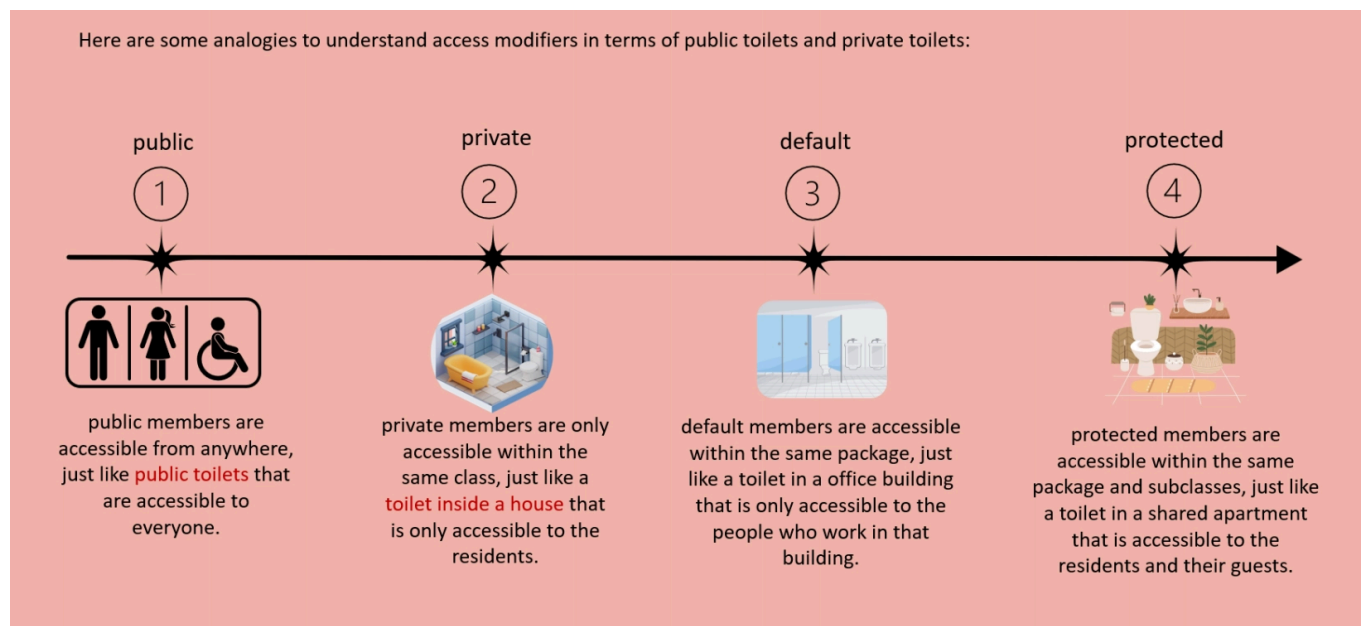 Here are some analogies to understand access modifiers in terms of public toilets and private toilets:
public
1
public members are
accessible from anywhere,
just like public toilets that
are accessible to
everyone.
private
2
private members are only
accessible within the
same class, just like a
toilet inside a house that
is only accessible to the
residents.
default
3
default members are accessible
within the same package, just
like a toilet in a office building
that is only accessible to the
people who work in that
building.
protected
4
protected members are
accessible within the same
package and subclasses, just like
a toilet in a shared apartment
that is accessible to the
residents and their guests.